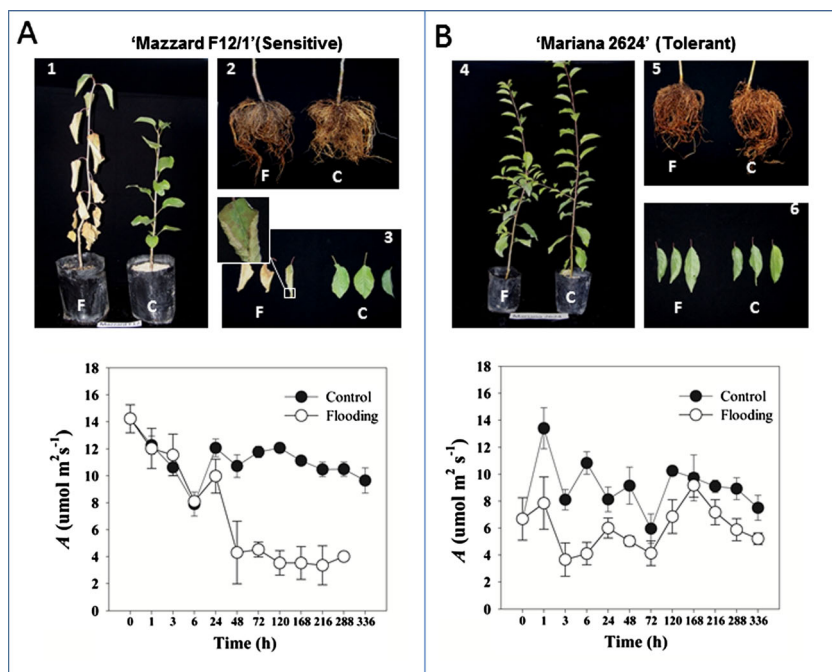 A
'Mazzard F12/1'(Sensitive)
1
F
C
2
F
C
3
F
C
18
16
14
12
10
8
6
4
2
0
A (umol m² s⁻¹)
Control
Flooding
0 1 3 6 24 48 72 120 168 216 288 336
Time (h)
B
'Mariana 2624' (Tolerant)
4
F
C
5
F
C
6
F
C
18
16
14
12
10
8
6
4
2
0
A (umol m² s⁻¹)
Control
Flooding
0 1 3 6 24 48 72 120 168 216 288 336
Time (h)